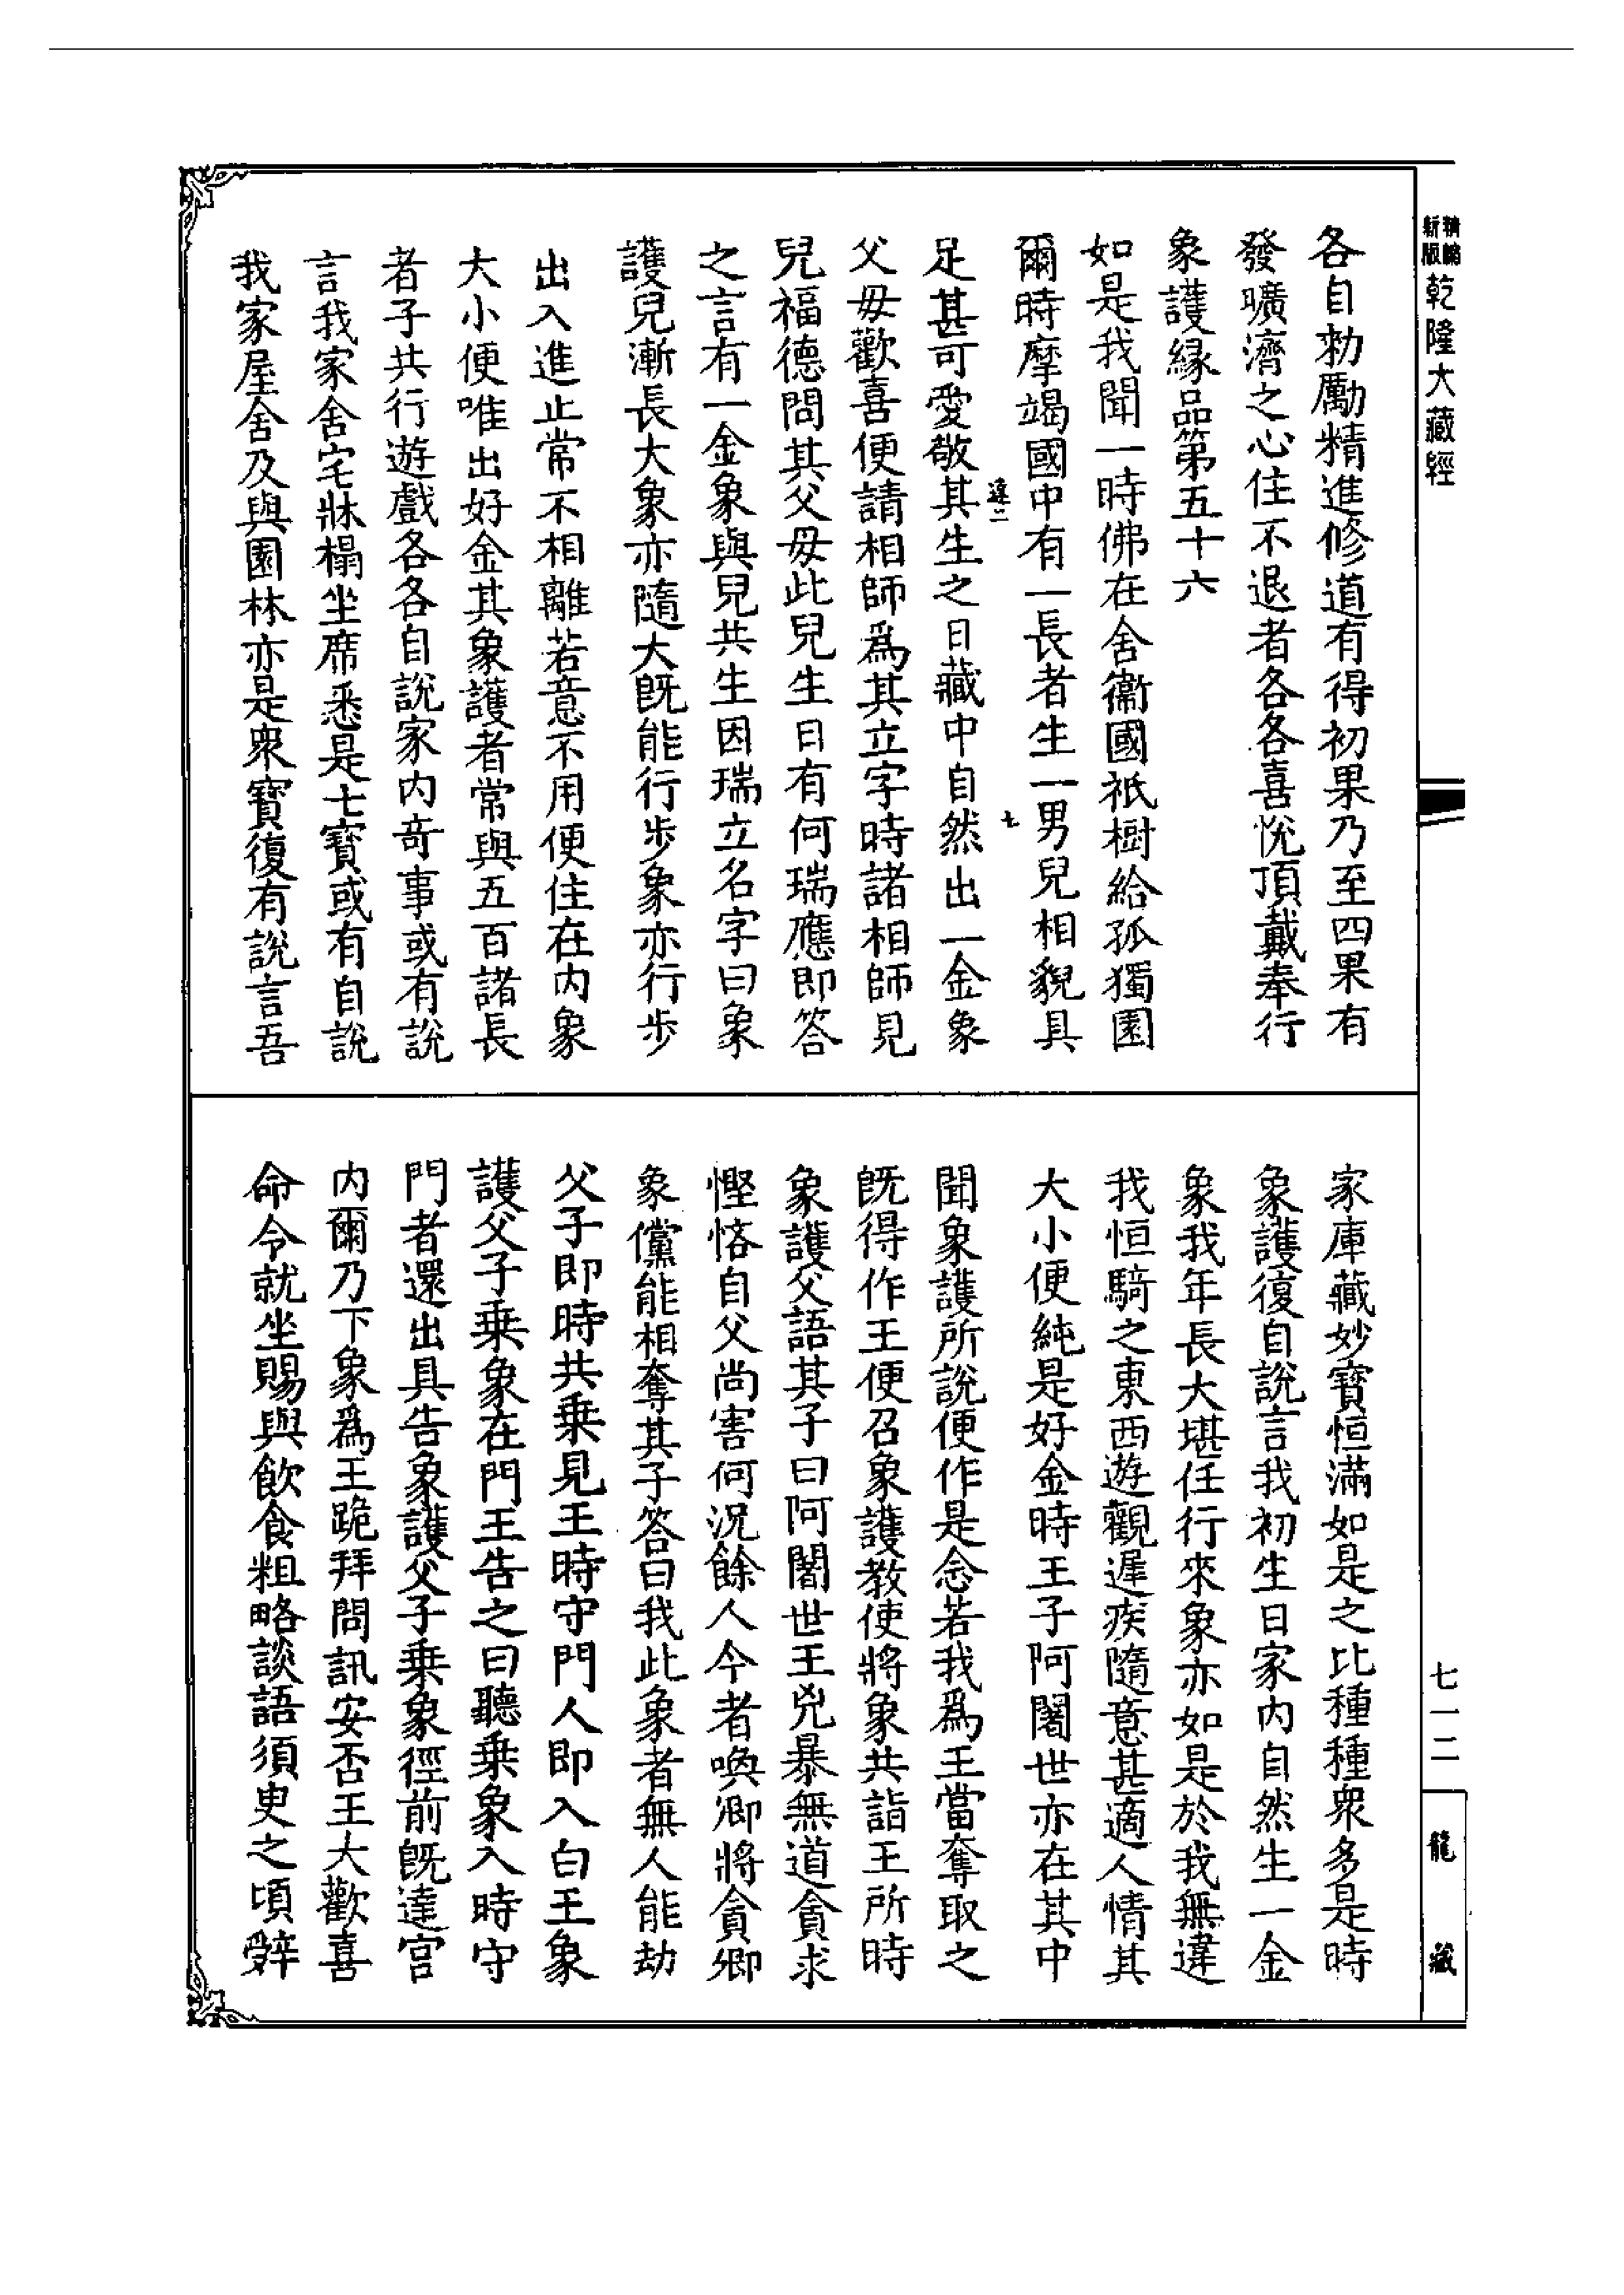 新編
新版
乾隆大藏經
各自勑勵精進修道有得初果乃至四果有
發曠濟之心住不退者各各喜悅頂戴奉行
象護緣品第五十六
如是我聞一時佛在舍衞國祇樹給孤獨園
爾時摩竭國中有一長者生一男兒相貌具
達二
七
足甚可愛敬其生之日藏中自然出一金象
父毋歡喜便請相師爲其立字時諸相師見
兒福德問其父毋此兒生日有何瑞應即答
之言有一金象與兒共生因瑞立名字曰象
護兒漸長大象亦隨大旣能行步象亦行步
出入進止常不相離若意不用便住在内象
大小便唯出好金其象護者常與五百諸長
者子共行遊戲各各自說家内奇事或有說
言我家舍宅牀榻坐席悉是七寶或有自說
我家屋舍及與園林亦是衆寶復有說言吾
家庫藏妙寶恒滿如是之比種種衆多是時
象護復自說言我初生日家内自然生一金
象我年長大堪任行來象亦如是於我無違
我恒騎之東西遊觀遲疾隨意甚適人情其
大小便純是好金時王子阿闍世亦在其中
聞象護所說便作是念若我爲王當奪取之
旣得作王便召象護教使將象共詣王所時
象護父語其子曰阿闍世王兇暴無道貪求
慳悋自父尚害何況餘人今者喚卿將貪卿
象儻能相奪其子答曰我此象者無人能劫
父子即時共乗見王時守門人即入白王象
護父子乗象在門王告之曰聽乗象入時守
門者還出具告象護父子乗象徑前旣達宮
内爾乃下象爲王跪拜問訊安否王大歡喜
命令就坐賜與飲食粗略談語須臾之頃辤
七一二
龍藏